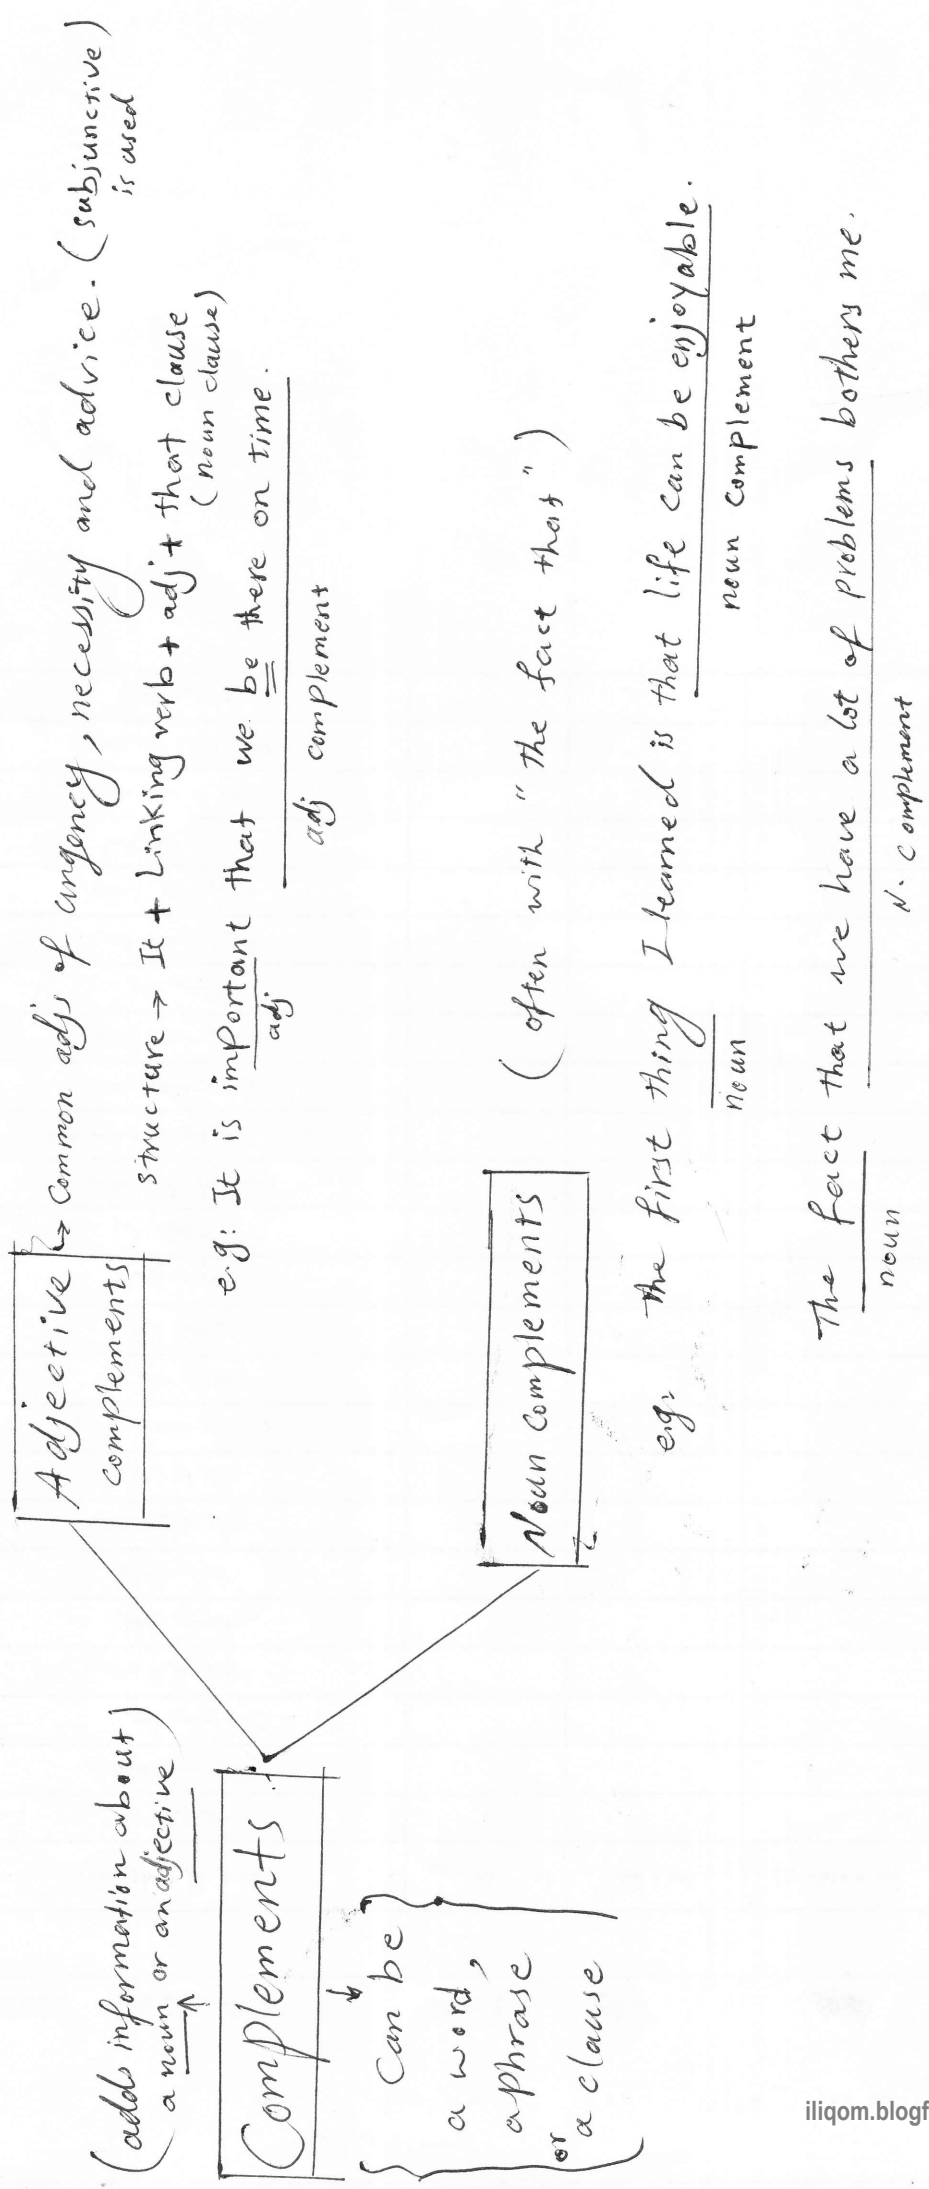 (adds information about
a noun or an adjective)
Complements
can be
a word,
a phrase
or
a clause
Adjective
complements
Common adjs of urgency, necessity and advice. (subjunctive
is used)
structure → It + Linking verb + adj + that clause
(noun clause)
e.g: It is important that we be there on time.
adj
adj complement
Noun complements
(often with "the fact that")
e.g: the first thing I learned is that life can be enjoyable.
noun
noun complement
The fact that we have a lot of problems bothers me.
noun
N. complement
iliqom.blogf